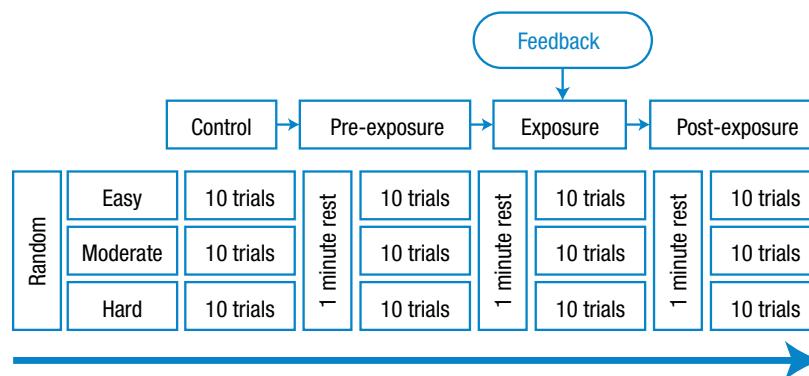 Feedback
Control
Pre-exposure
Exposure
Post-exposure
Random
Easy
10 trials
1 minute rest
10 trials
1 minute rest
10 trials
1 minute rest
10 trials
Moderate
10 trials
10 trials
10 trials
10 trials
Hard
10 trials
10 trials
10 trials
10 trials